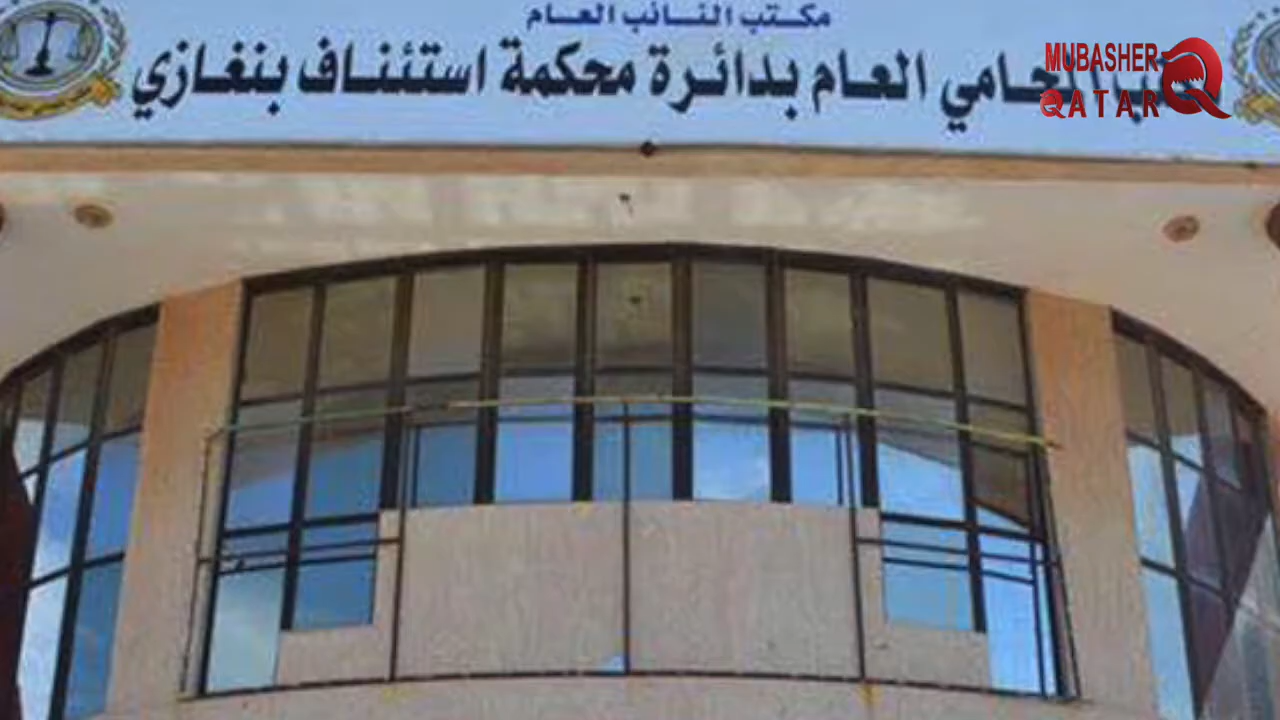 مكتب النائب العام
المحامي العام بدائرة محكمة استئناف بنغازي
MUBASHER
QATAR